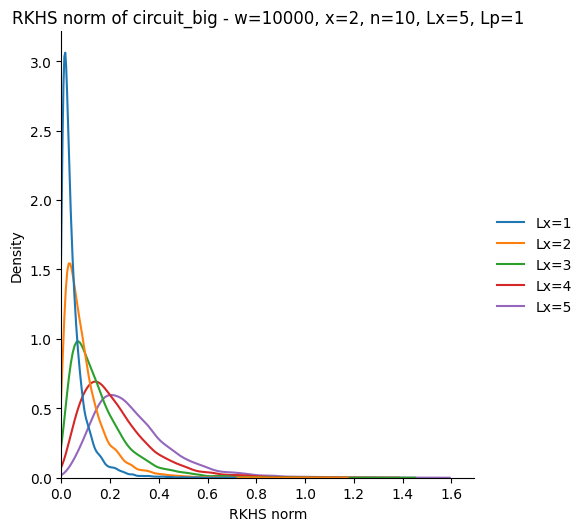 RKHS norm of circuit_big - w=10000, x=2, n=10, Lx=5, Lp=1
3.0
2.5
2.0
1.5
1.0
0.5
0.0
Density
0.0 0.2 0.4 0.6 0.8 1.0 1.2 1.4 1.6
RKHS norm
Lx=1
Lx=2
Lx=3
Lx=4
Lx=5